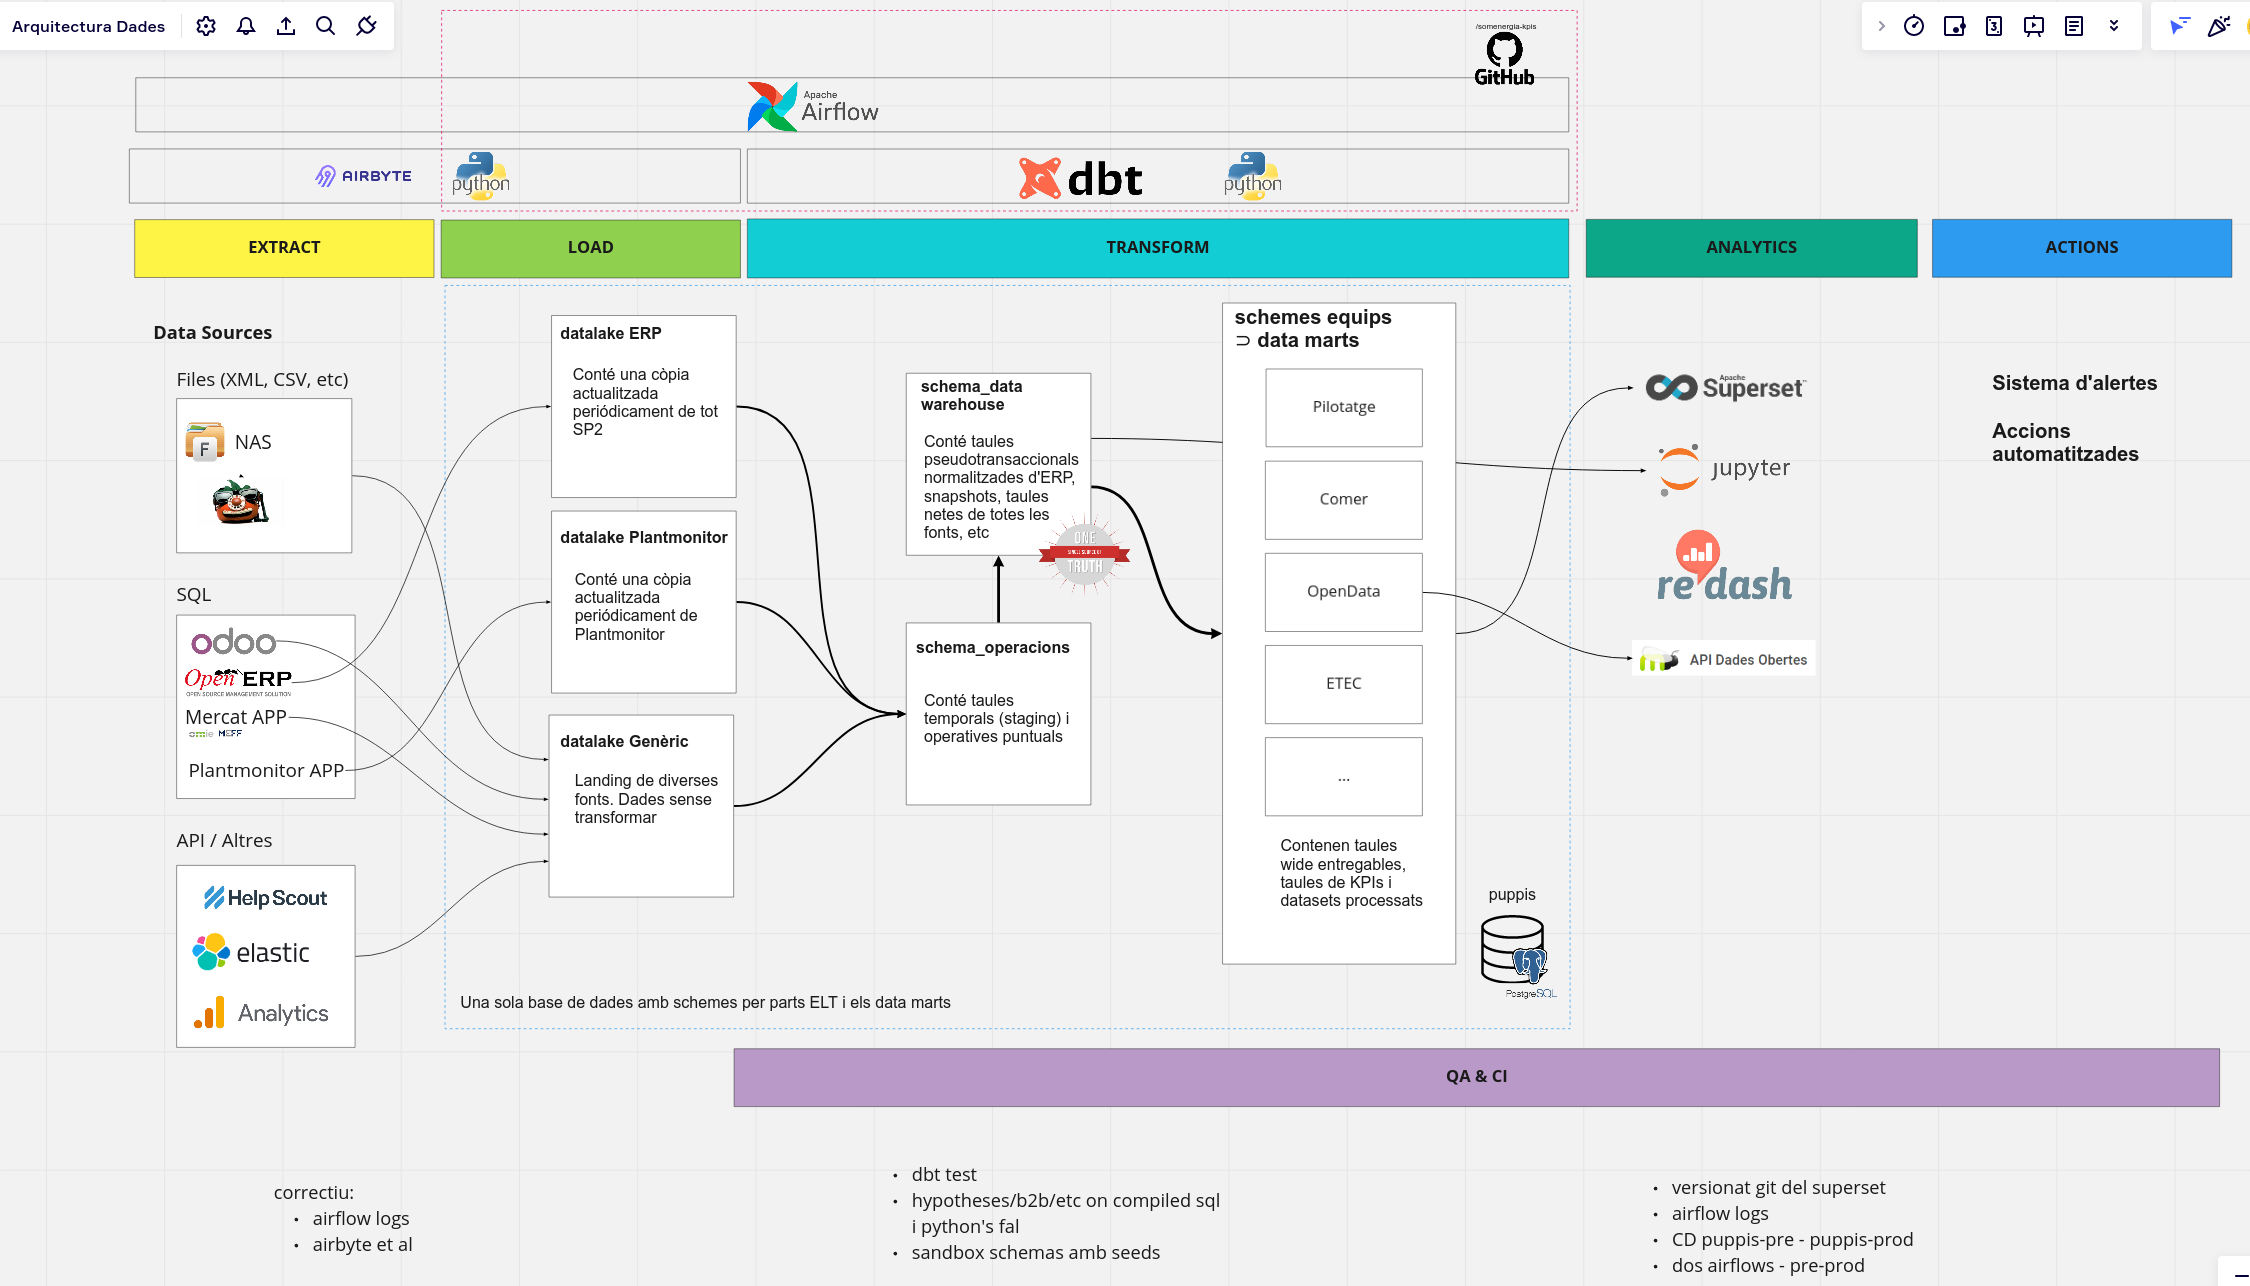 Arquitectura Dades
/somenergia-kpis
GitHub
Apache
Airflow
AIRBYTE
python
dbt
python
EXTRACT
LOAD
TRANSFORM
ANALYTICS
ACTIONS
Data Sources
Files (XML, CSV, etc)
F
NAS
SQL
odoo
Open ERP
OPEN SOURCE MANAGEMENT SOLUTION
Mercat APP
omie MEFF
Plantmonitor APP
API / Altres
Help Scout
elastic
Analytics
datalake ERP
Conté una còpia
actualitzada
periódicament de tot
SP2
datalake Plantmonitor
Conté una còpia
actualitzada
periódicament de
Plantmonitor
datalake Genèric
Landing de diverses
fonts. Dades sense
transformar
Una sola base de dades amb schemes per parts ELT i els data marts
schema_data
warehouse
Conté taules
pseudotransaccionals
normalitzades d'ERP,
snapshots, taules
netes de totes les
fonts, etc
ONE
SINGLE SOURCE OF
TRUTH
schema_operacions
Conté taules
temporals (staging) i
operatives puntuals
schemes equips
⊃ data marts
Pilotatge
Comer
OpenData
ETEC
...
Contenen taules
wide entregables,
taules de KPIs i
datasets processats
puppis
PostgreSQL
Apache
Superset
jupyter
redash
API Dades Obertes
Sistema d'alertes
Accions
automatitzades
QA & CI
correctiu:
• airflow logs
• airbyte et al
• dbt test
• hypotheses/b2b/etc on compiled sql
i python's fal
• sandbox schemas amb seeds
• versionat git del superset
• airflow logs
• CD puppis-pre - puppis-prod
• dos airflows - pre-prod